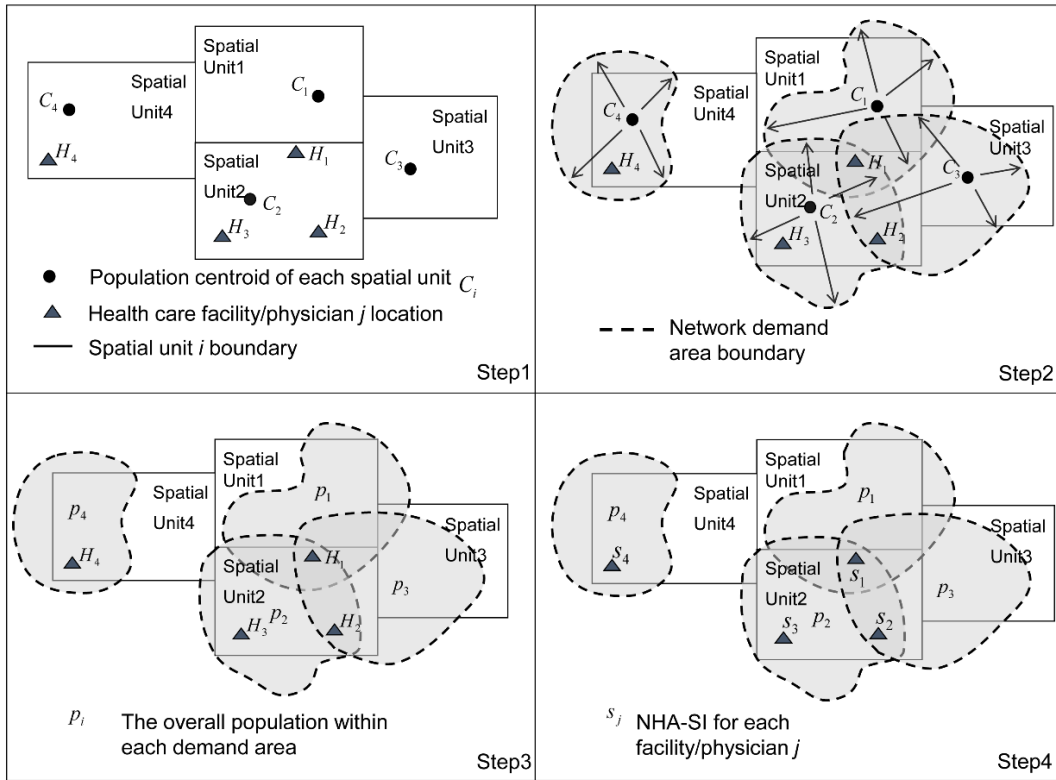 Spatial
Unit1
Spatial
Unit4
C4
C1
H4
Spatial
Unit3
C3
Spatial
Unit2
H1
C2
H3
H2
Population centroid of each spatial unit Ci
Health care facility/physician j location
Spatial unit i boundary
Step1
Spatial
Unit1
Spatial
Unit4
C4
C1
H4
Spatial
Unit3
C3
Spatial
Unit2
H1
C2
H3
H2
Network demand
area boundary
Step2
Spatial
Unit1
p4
Spatial
Unit4
p1
H4
Spatial
Unit3
H1
Spatial
Unit2
p3
p2
H3
H2
pi
The overall population within
each demand area
Step3
Spatial
Unit1
p4
Spatial
Unit4
p1
s4
Spatial
Unit3
s1
Spatial
Unit2
p3
s3
p2
s2
sj
NHA-SI for each
facility/physician j
Step4